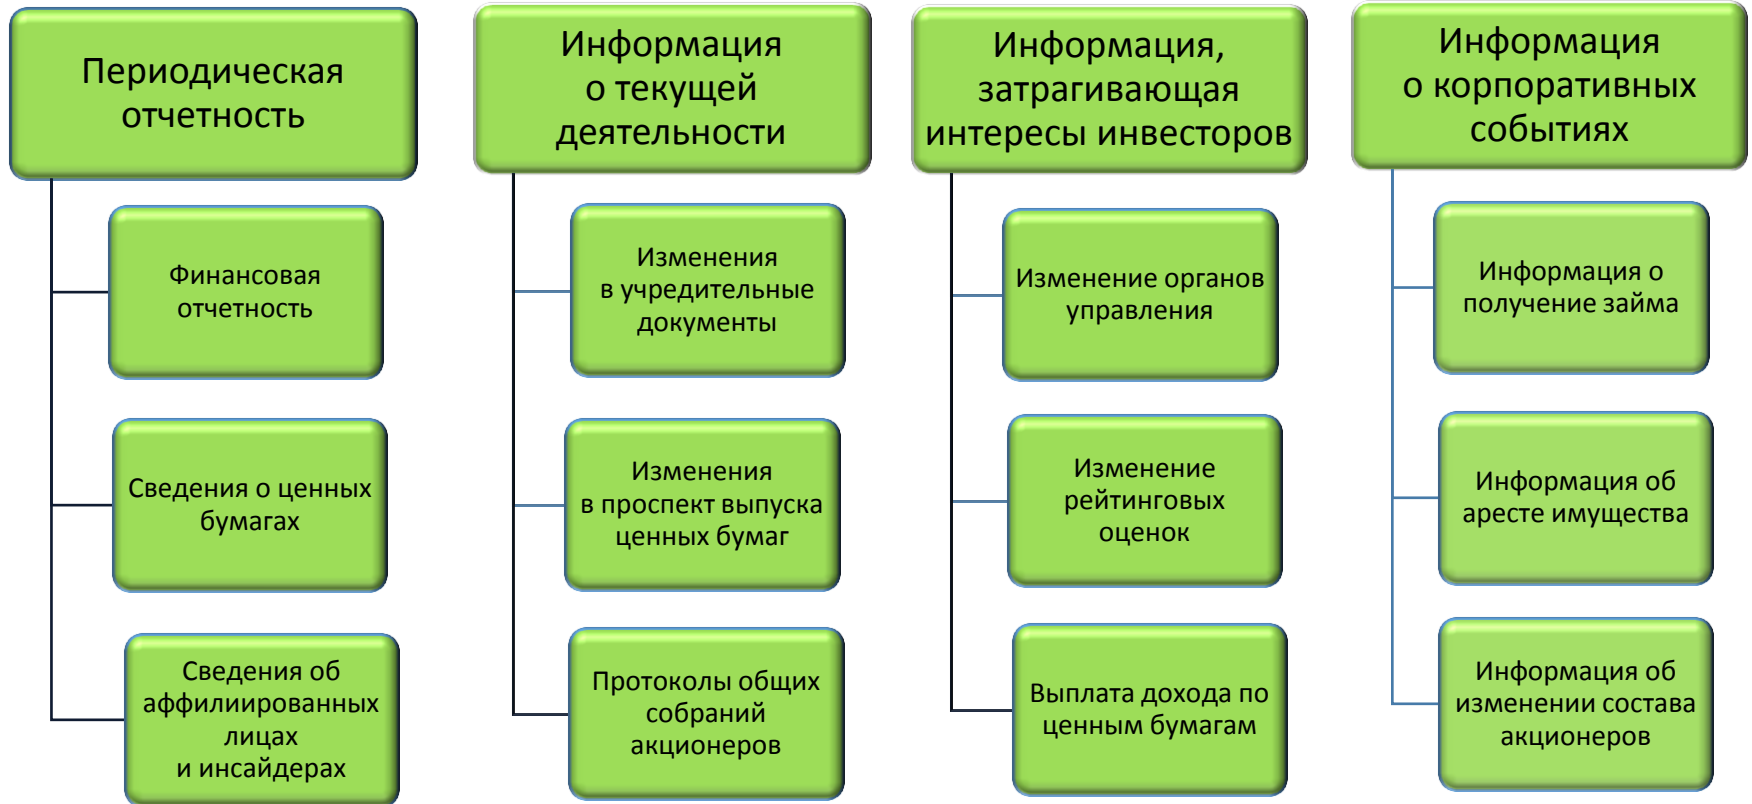 Периодическая
отчетность
Финансовая
отчетность
Сведения о ценных
бумагах
Сведения об
аффилиированных
лицах
и инсайдерах
Информация
о текущей
деятельности
Изменения
в учредительные
документы
Изменения
в проспект выпуска
ценных бумаг
Протоколы общих
собраний
акционеров
Информация,
затрагивающая
интересы инвесторов
Изменение органов
управления
Изменение
рейтинговых
оценок
Выплата дохода по
ценным бумагам
Информация
о корпоративных
событиях
Информация о
получение займа
Информация об
аресте имущества
Информация об
изменении состава
акционеров